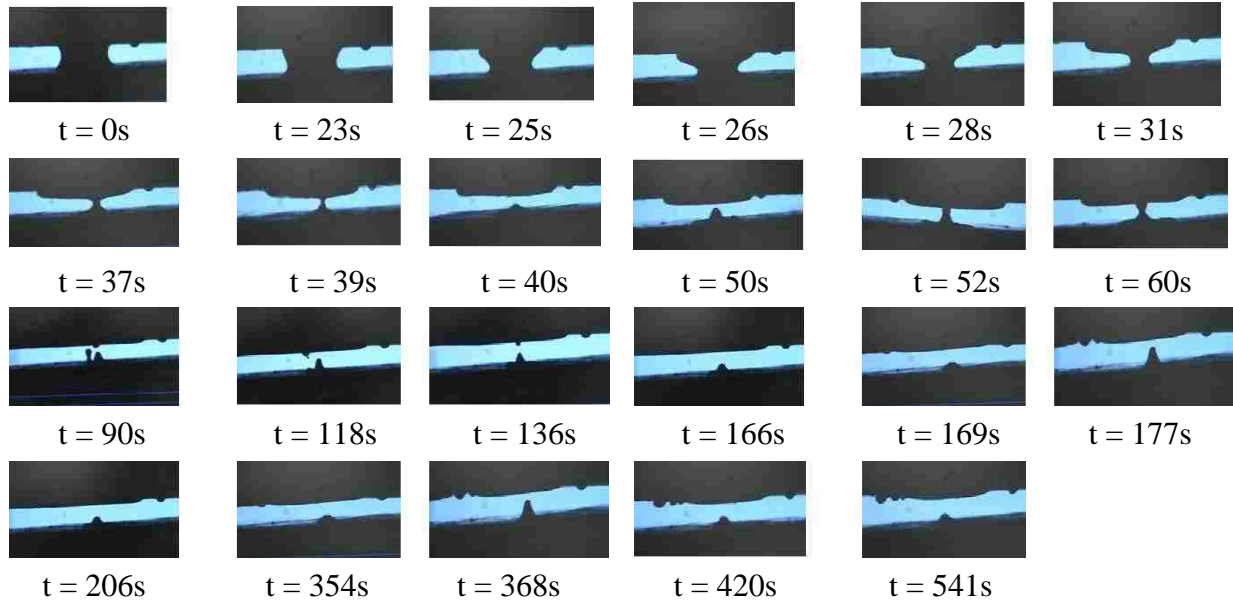 t = 0s t = 23s t = 25s t = 26s t = 28s t = 31s
t = 37s t = 39s t = 40s t = 50s t = 52s t = 60s
t = 90s t = 118s t = 136s t = 166s t = 169s t = 177s
t = 206s t = 354s t = 368s t = 420s t = 541s